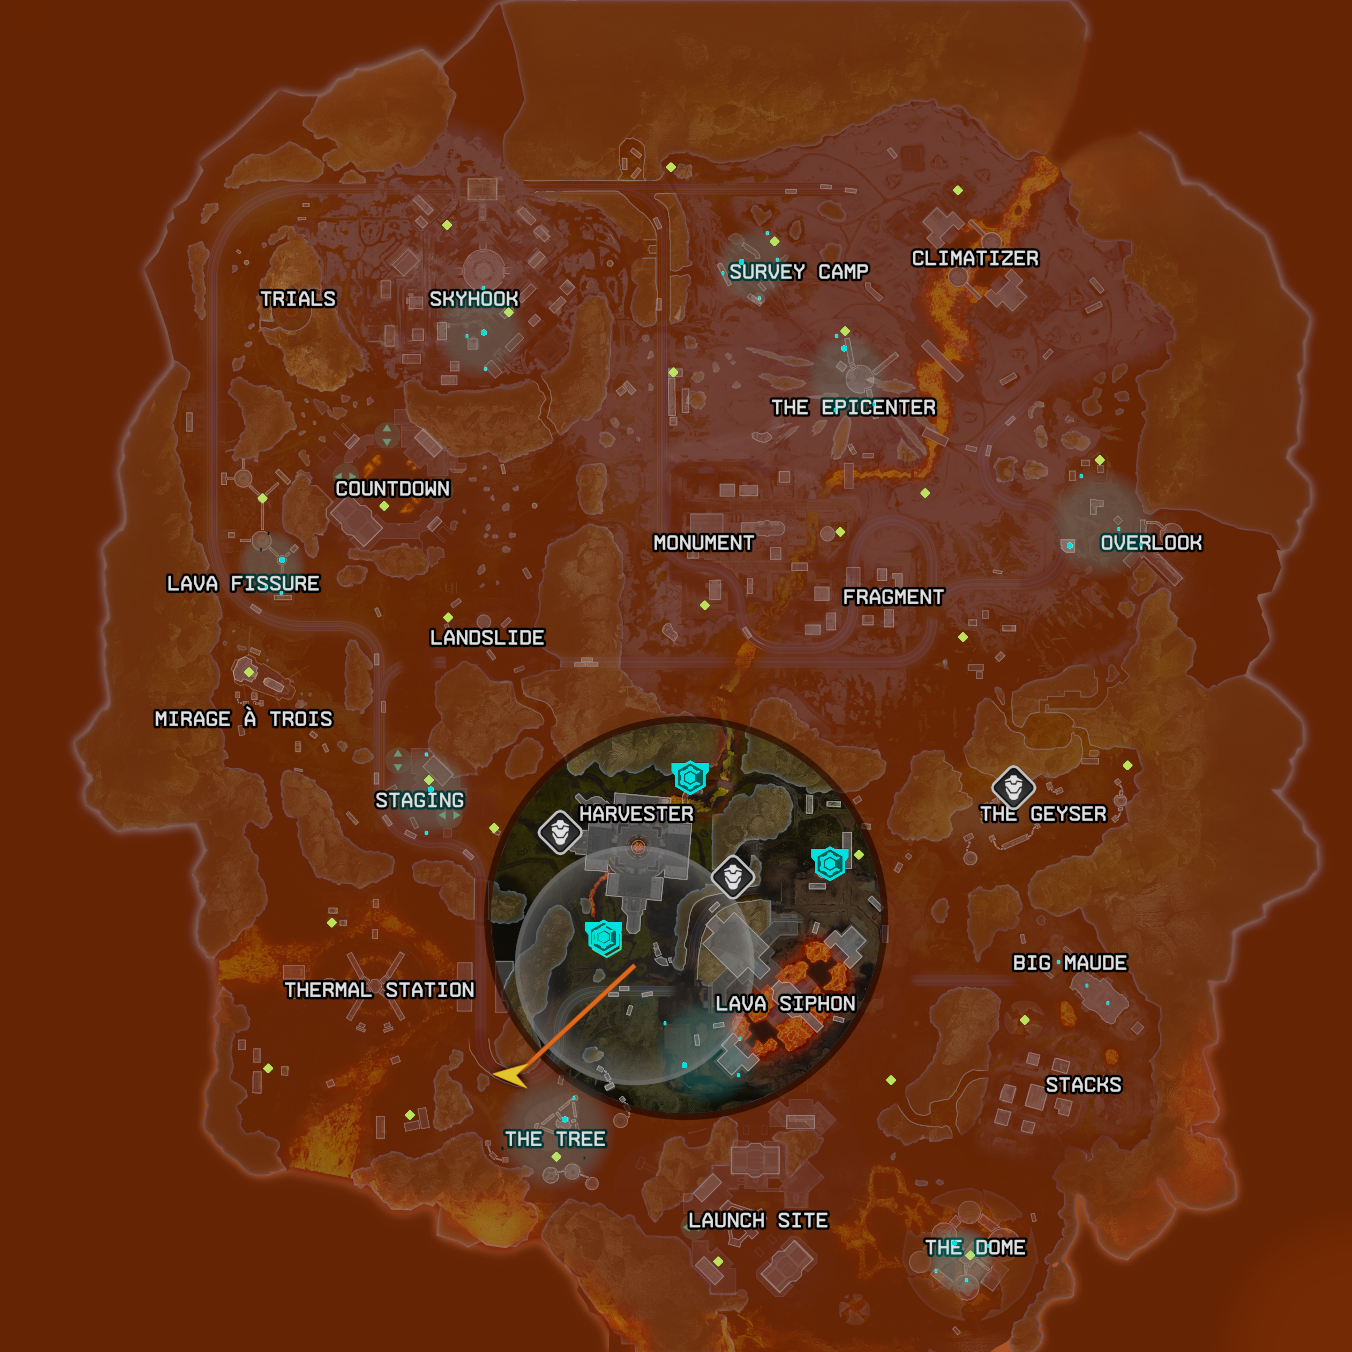 CLIMATIZER
SURVEY CAMP
TRIALS
SKYHOOK
THE EPICENTER
COUNTDOWN
MONUMENT
OVERLOOK
LAVA FISSURE
FRAGMENT
LANDSLIDE
MIRAGE À TROIS
STAGING
HARVESTER
THE GEYSER
BIG MAUDE
THERMAL STATION
LAVA SIPHON
STACKS
THE TREE
LAUNCH SITE
THE DOME